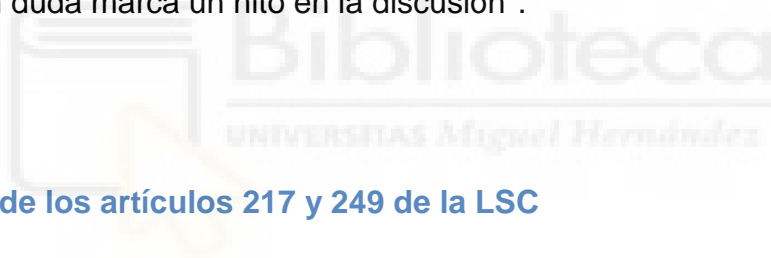 duda marca un hito en la discusión".
Biblioteca
UNIVERSITAS Miguel Hernández
de los artículos 217 y 249 de la LSC